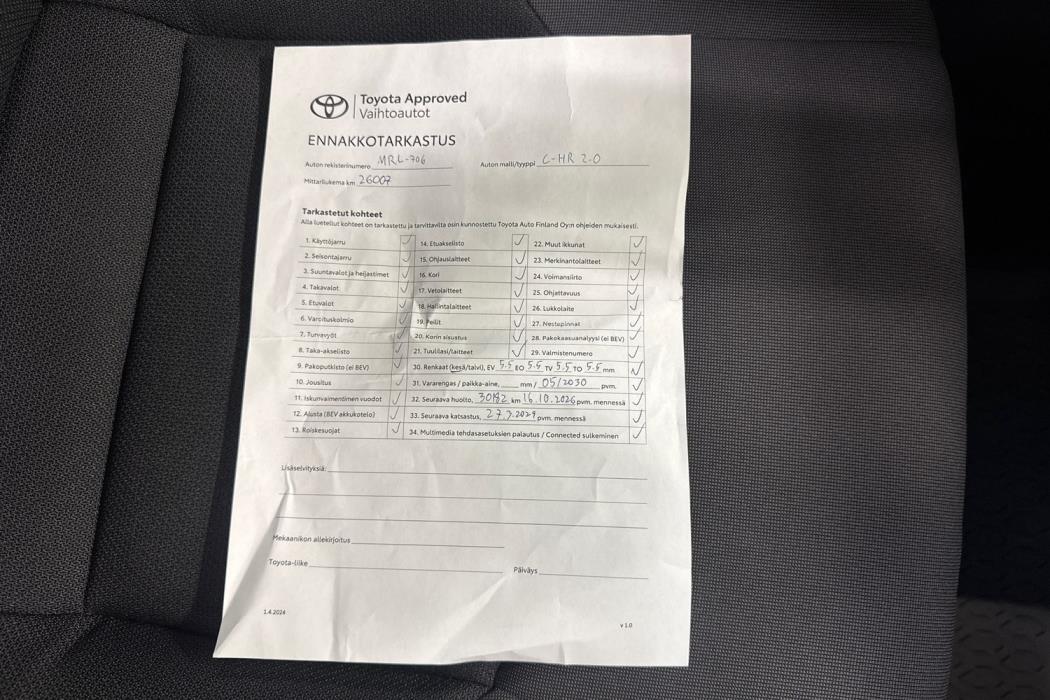 Toyota Approved
Vaihtoautot
ENNAKKOTARKASTUS
Auton rekisterinumero MRL-706 Auton malli/tyyppi C-HR 2.0
Mittarilukema km 26007
Tarkastetut kohteet
Alla luetellut kohteet on tarkastettu ja tarvittavilta osin kunnostettu Toyota Auto Finland Oy:n ohjeiden mukaisesti.
1. Käyttöjarru ✓ 14. Etuakselisto ✓ 22. Muut ikkunat ✓
2. Seisontajarru ✓ 15. Ohjauslaitteet ✓ 23. Merkinantolaitteet ✓
3. Suuntavalot ja heijastimet ✓ 16. Kori ✓ 24. Voimansiirto ✓
4. Takavalot ✓ 17. Vetolaitteet ✓ 25. Ohjattavuus ✓
5. Etuvalot ✓ 18. Hallintalaitteet ✓ 26. Lukkolaite ✓
6. Varoituskolmio ✓ 19. Peilit ✓ 27. Nestepinnat ✓
7. Turvavyöt ✓ 20. Korin sisustus ✓ 28. Pakokaasuanalyysi (ei BEV) ✓
8. Taka-akselisto ✓ 21. Tuulilasi/laitteet ✓ 29. Valmistenumero ✓
9. Pakoputkisto (ei BEV) ✓ 30. Renkaat (kesä/talvi), EV 5.5 EO 5.5 TV 5.5 TO 5.5 mm ✓
10. Jousitus ✓ 31. Vararengas / paikka-aine, mm / 05/2030 pvm. ✓
11. Iskunvaimentimen vuodot ✓ 32. Seuraava huolto, 30182 km 16.10.2026 pvm. mennessä ✓
12. Alusta (BEV akkukotelo) ✓ 33. Seuraava katsastus, 27.9.2029 pvm. mennessä ✓
13. Roiskesuojat ✓ 34. Multimedia tehdasasetuksien palautus / Connected sulkeminen ✓
Lisäselvityksiä:
Mekaanikon allekirjoitus
Toyota-liike Päiväys
1.4.2024 v 1.0